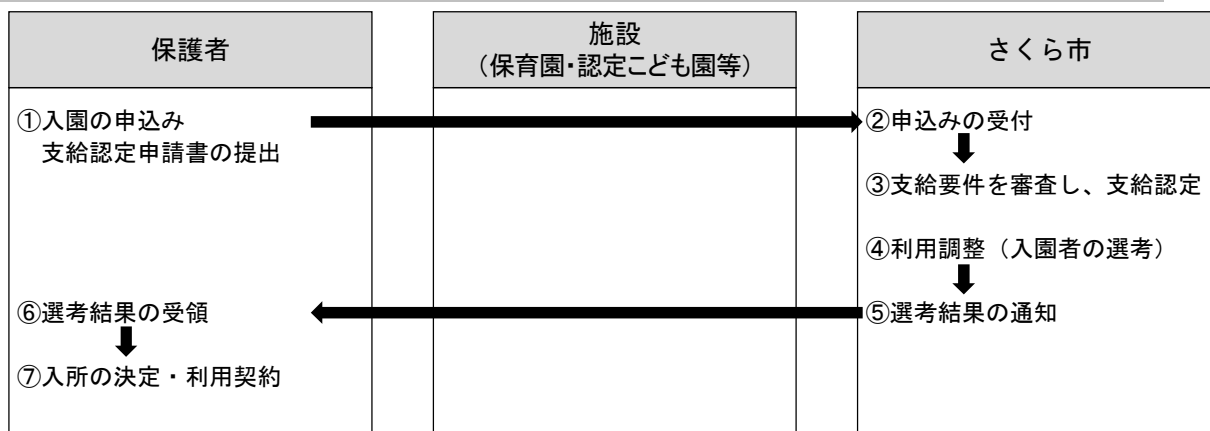 保護者
施設
（保育園・認定こども園等）
さくら市
①入園の申込み
支給認定申請書の提出
②申込みの受付
③支給要件を審査し、支給認定
④利用調整（入園者の選考）
⑥選考結果の受領
⑤選考結果の通知
⑦入所の決定・利用契約